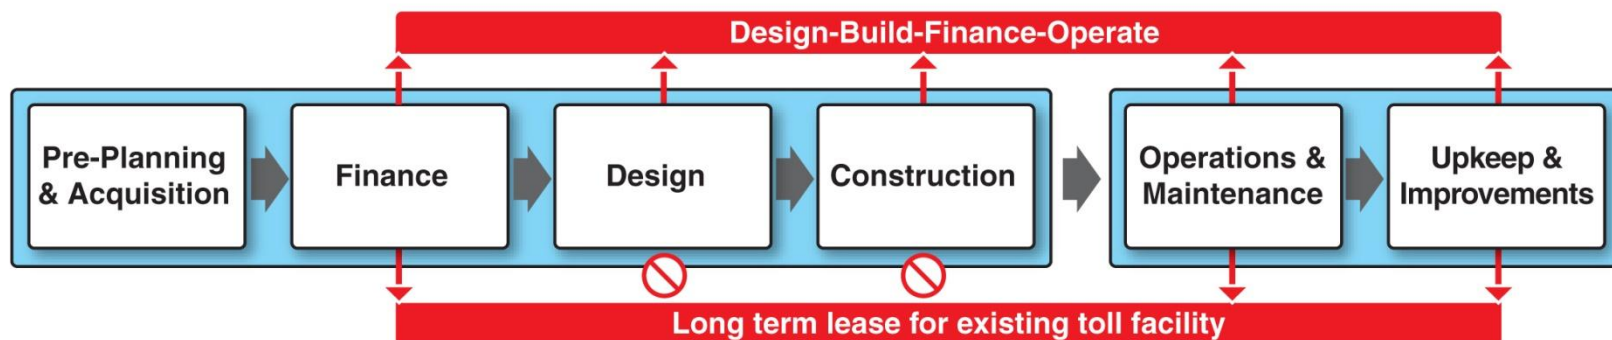 Design-Build-Finance-Operate
Pre-Planning
& Acquisition
Finance
Design
Construction
Operations &
Maintenance
Upkeep &
Improvements
Long term lease for existing toll facility